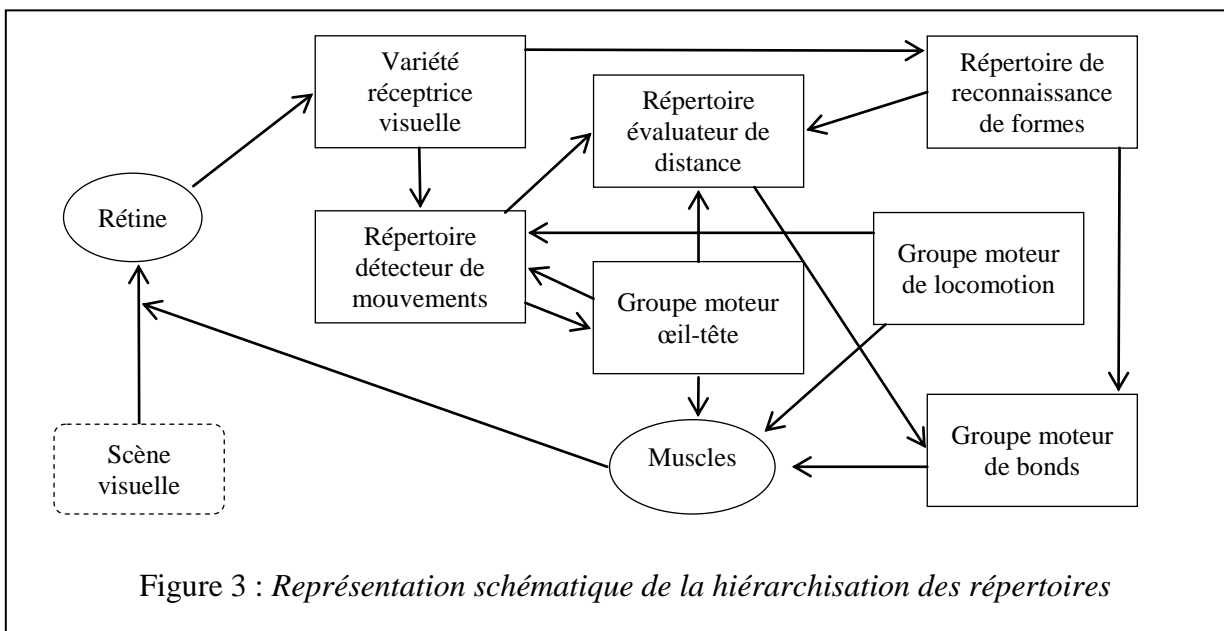 Variété
réceptrice
visuelle
Répertoire
évaluateur de
distance
Répertoire de
reconnaissance
de formes
Rétine
Répertoire
détecteur de
mouvements
Groupe moteur
œil-tête
Groupe moteur
de locomotion
Scène
visuelle
Muscles
Groupe moteur
de bonds
Figure 3 : Représentation schématique de la hiérarchisation des répertoires